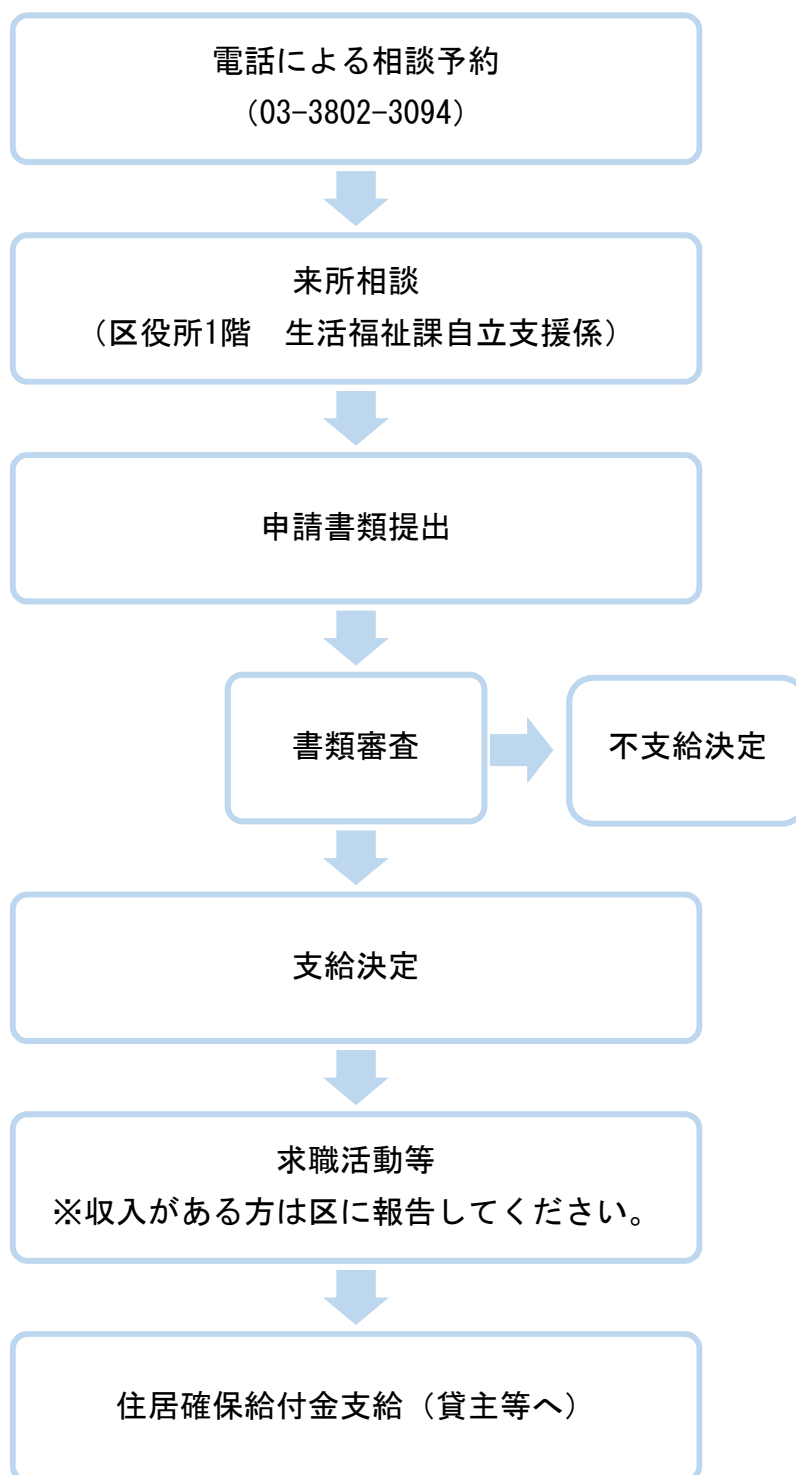 電話による相談予約
（03-3802-3094）
来所相談
（区役所1階　生活福祉課自立支援係）
申請書類提出
書類審査
不支給決定
支給決定
求職活動等
※収入がある方は区に報告してください。
住居確保給付金支給（貸主等へ）